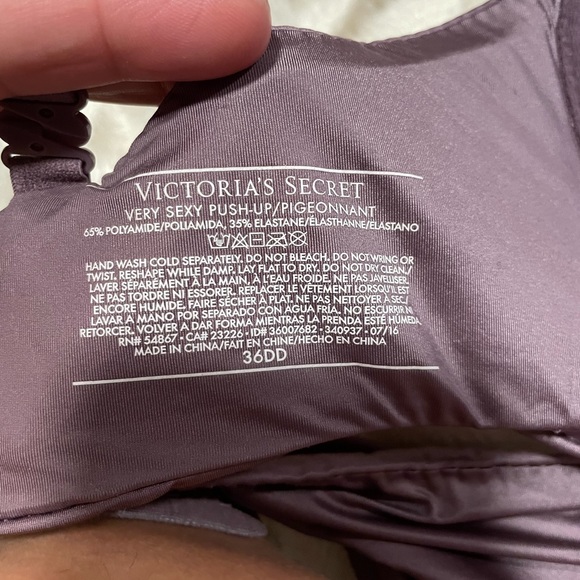 VICTORIA'S SECRET
VERY SEXY PUSH-UP/PIGEONNANT
65% POLYAMIDE/POLIAMIDA, 35% ELASTANE/ÉLASTHANNE/ELASTANO
HAND WASH COLD SEPARATELY. DO NOT BLEACH. DO NOT WRING OR
TWIST. RESHAPE WHILE DAMP. LAY FLAT TO DRY. DO NOT DRY CLEAN./
LAVER SÉPARÉMENT À LA MAIN, À L'EAU FROIDE. NE PAS JAVELLISER.
NE PAS TORDRE NI ESSORER. REPLACER LE VÊTEMENT LORSQU'IL EST
ENCORE HUMIDE. FAIRE SÉCHER À PLAT. NE PAS NETTOYER À SEC./
LAVAR A MANO POR SEPARADO CON AGUA FRÍA. NO ESCURRIR NI
RETORCER. VOLVER A DAR FORMA MIENTRAS LA PRENDA ESTÉ HÚMEDA.
RN# 54867 • CA# 23226 • ID# 36007682 • 340937 • 07/16
MADE IN CHINA/FAIT EN CHINE/HECHO EN CHINA
36DD